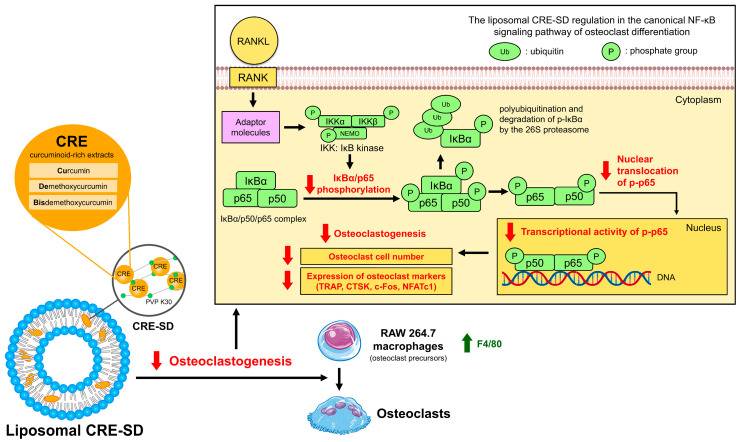 The liposomal CRE-SD regulation in the canonical NF-κB
signaling pathway of osteoclast differentiation
Ub : ubiquitin
P : phosphate group
RANKL
RANK
Cytoplasm
Adaptor
molecules
P
P
IKKα
IKKβ
P
NEMO
IKK: IκB kinase
Ub
Ub
Ub
P
IκBα
polyubiquitination and
degradation of p-IκBα
by the 26S proteasome
IκBα
p65
p50
IκBα/p50/p65 complex
IκBα/p65
phosphorylation
P
IκBα
P
P
p65
p50
P
P
p65
p50
Nuclear
translocation
of p-p65
Nucleus
Transcriptional activity of p-p65
P
P
p50
p65
DNA
Osteoclastogenesis
Osteoclast cell number
Expression of osteoclast markers
(TRAP, CTSK, c-Fos, NFATc1)
CRE
curcuminoid-rich extracts
Curcumin
Demethoxycurcumin
Bisdemethoxycurcumin
CRE
CRE
CRE
CRE
PVP K30
CRE-SD
Liposomal CRE-SD
Osteoclastogenesis
RAW 264.7
macrophages
(osteoclast precursors)
F4/80
Osteoclasts